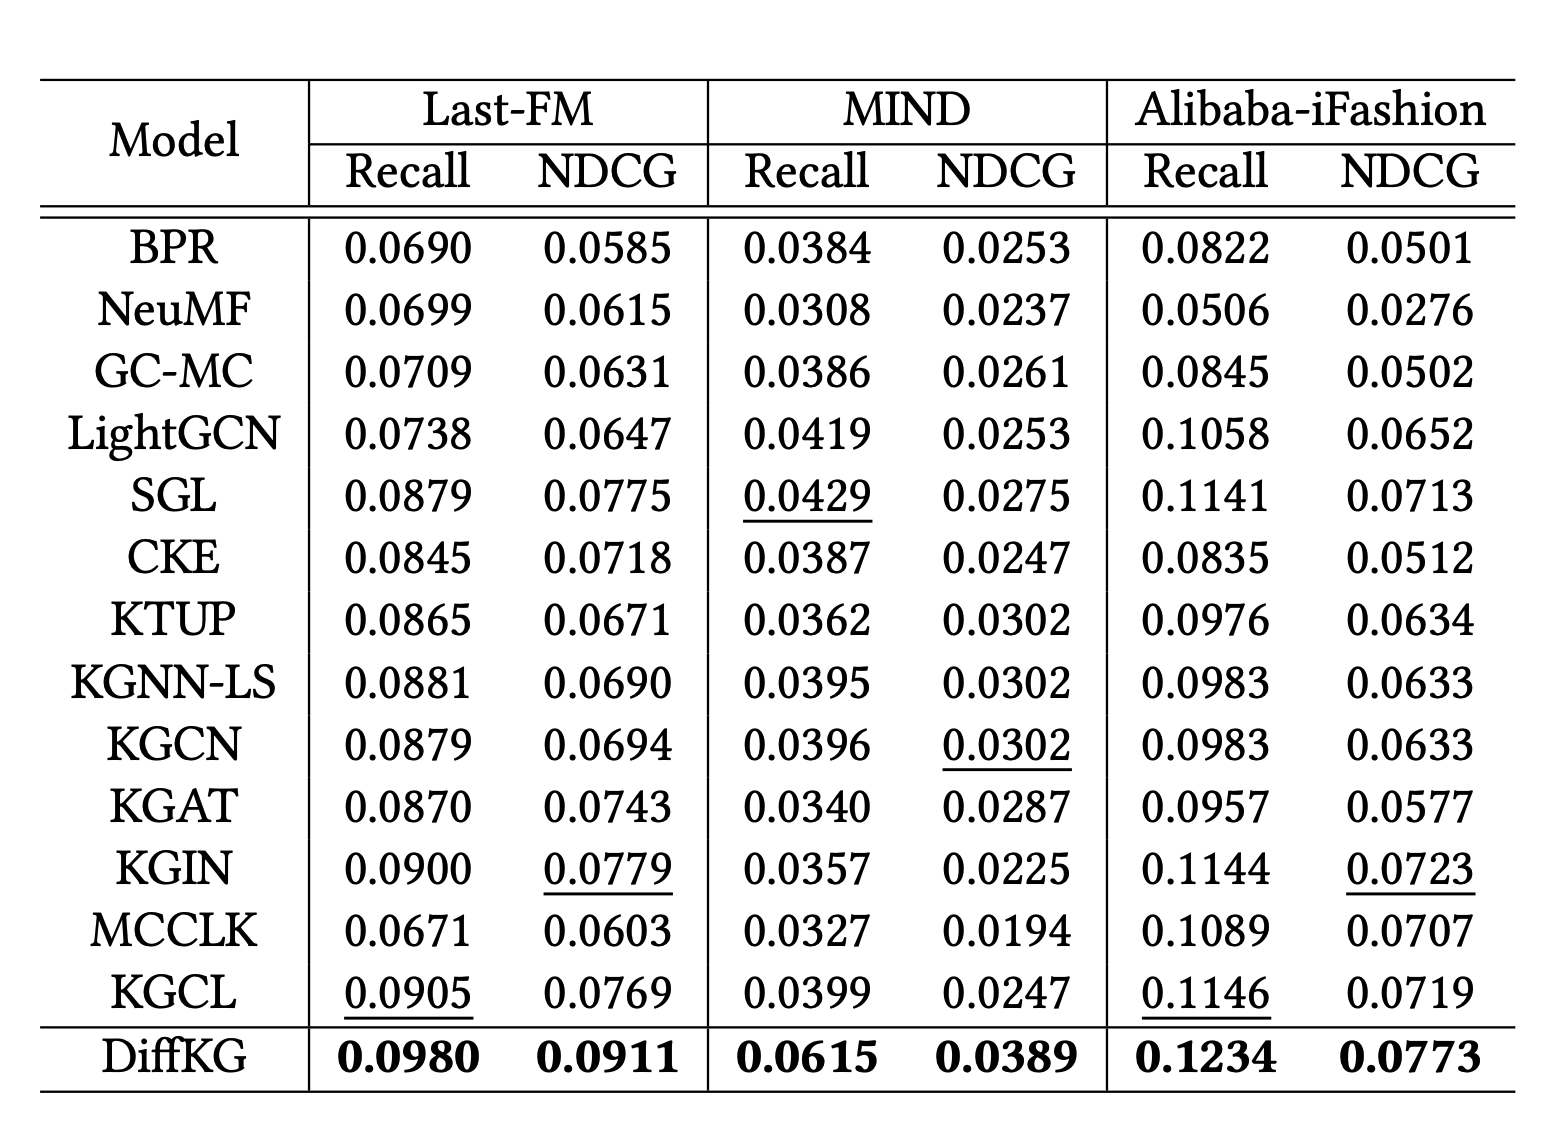 Model Last-FM MIND Alibaba-iFashion
Recall NDCG Recall NDCG Recall NDCG
BPR 0.0690 0.0585 0.0384 0.0253 0.0822 0.0501
NeuMF 0.0699 0.0615 0.0308 0.0237 0.0506 0.0276
GC-MC 0.0709 0.0631 0.0386 0.0261 0.0845 0.0502
LightGCN 0.0738 0.0647 0.0419 0.0253 0.1058 0.0652
SGL 0.0879 0.0775 0.0429 0.0275 0.1141 0.0713
CKE 0.0845 0.0718 0.0387 0.0247 0.0835 0.0512
KTUP 0.0865 0.0671 0.0362 0.0302 0.0976 0.0634
KGNN-LS 0.0881 0.0690 0.0395 0.0302 0.0983 0.0633
KGCN 0.0879 0.0694 0.0396 0.0302 0.0983 0.0633
KGAT 0.0870 0.0743 0.0340 0.0287 0.0957 0.0577
KGIN 0.0900 0.0779 0.0357 0.0225 0.1144 0.0723
MCCLK 0.0671 0.0603 0.0327 0.0194 0.1089 0.0707
KGCL 0.0905 0.0769 0.0399 0.0247 0.1146 0.0719
DiffKG 0.0980 0.0911 0.0615 0.0389 0.1234 0.0773